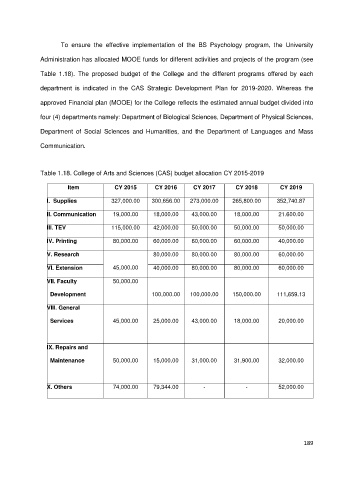 To ensure the effective implementation of the BS Psychology program, the University
Administration has allocated MOOE funds for different activities and projects of the program (see
Table 1.18). The proposed budget of the College and the different programs offered by each
department is indicated in the CAS Strategic Development Plan for 2019-2020. Whereas the
approved Financial plan (MOOE) for the College reflects the estimated annual budget divided into
four (4) departments namely: Department of Biological Sciences, Department of Physical Sciences,
Department of Social Sciences and Humanities, and the Department of Languages and Mass
Communication.
Table 1.18. College of Arts and Sciences (CAS) budget allocation CY 2015-2019
Item CY 2015 CY 2016 CY 2017 CY 2018 CY 2019
I. Supplies 327,000.00 300,656.00 273,000.00 265,800.00 352,740.87
II. Communication 19,000.00 18,000.00 43,000.00 18,000.00 21.600.00
III. TEV 115,000.00 42,000.00 50,000.00 50,000.00 50,000.00
IV. Printing 80,000.00 60,000.00 60,000.00 60,000.00 40,000.00
V. Research 80,000.00 80,000.00 80,000.00 60,000.00
VI. Extension 45,000.00 40,000.00 80,000.00 80,000.00 60,000.00
VII. Faculty 50,000.00
Development 100,000.00 100,000.00 150,000.00 111,659.13
VIII. General
Services 45,000.00 25,000.00 43,000.00 18,000.00 20,000.00
IX. Repairs and
Maintenance 50,000.00 15,000.00 31,000.00 31,900.00 32,000.00
X. Others 74,000.00 79,344.00 - - 52,000.00
189